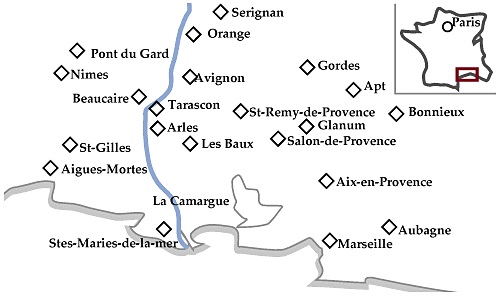 Serignan
Paris
Orange
Pont du Gard
Gordes
Nimes
Avignon
Apt
Beaucaire
Tarascon
St-Remy-de-Provence
Bonnieux
Arles
Glanum
St-Gilles
Les Baux
Salon-de-Provence
Aigues-Mortes
Aix-en-Provence
La Camargue
Aubagne
Stes-Maries-de-la-mer
Marseille